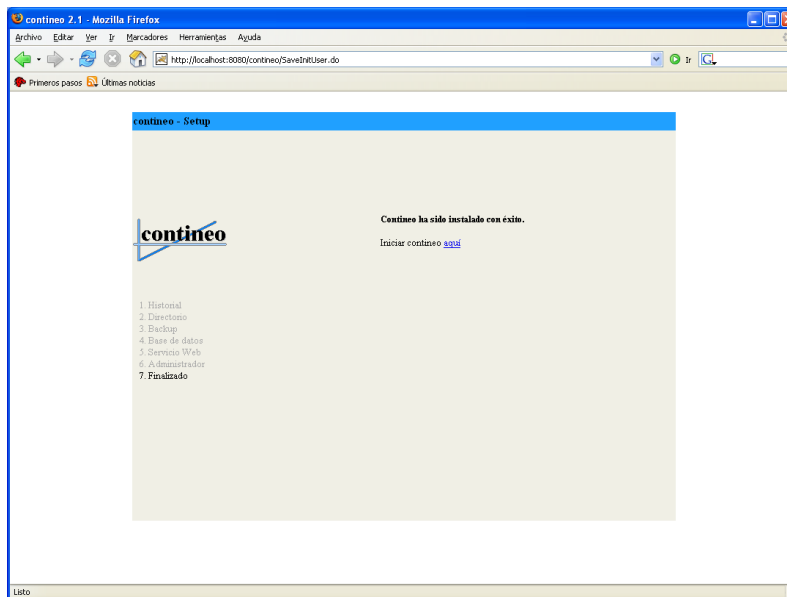 contineo 2.1 - Mozilla Firefox
Archivo Editar Ver Ir Marcadores Herramientas Ayuda
http://localhost:8080/contineo/SaveInitUser.do
Ir
G
Primeros pasos Últimas noticias
contineo - Setup
contineo
Contineo ha sido instalado con éxito.
Iniciar contineo aquí
1. Historial
2. Directorio
3. Backup
4. Base de datos
5. Servicio Web
6. Administrador
7. Finalizado
Listo